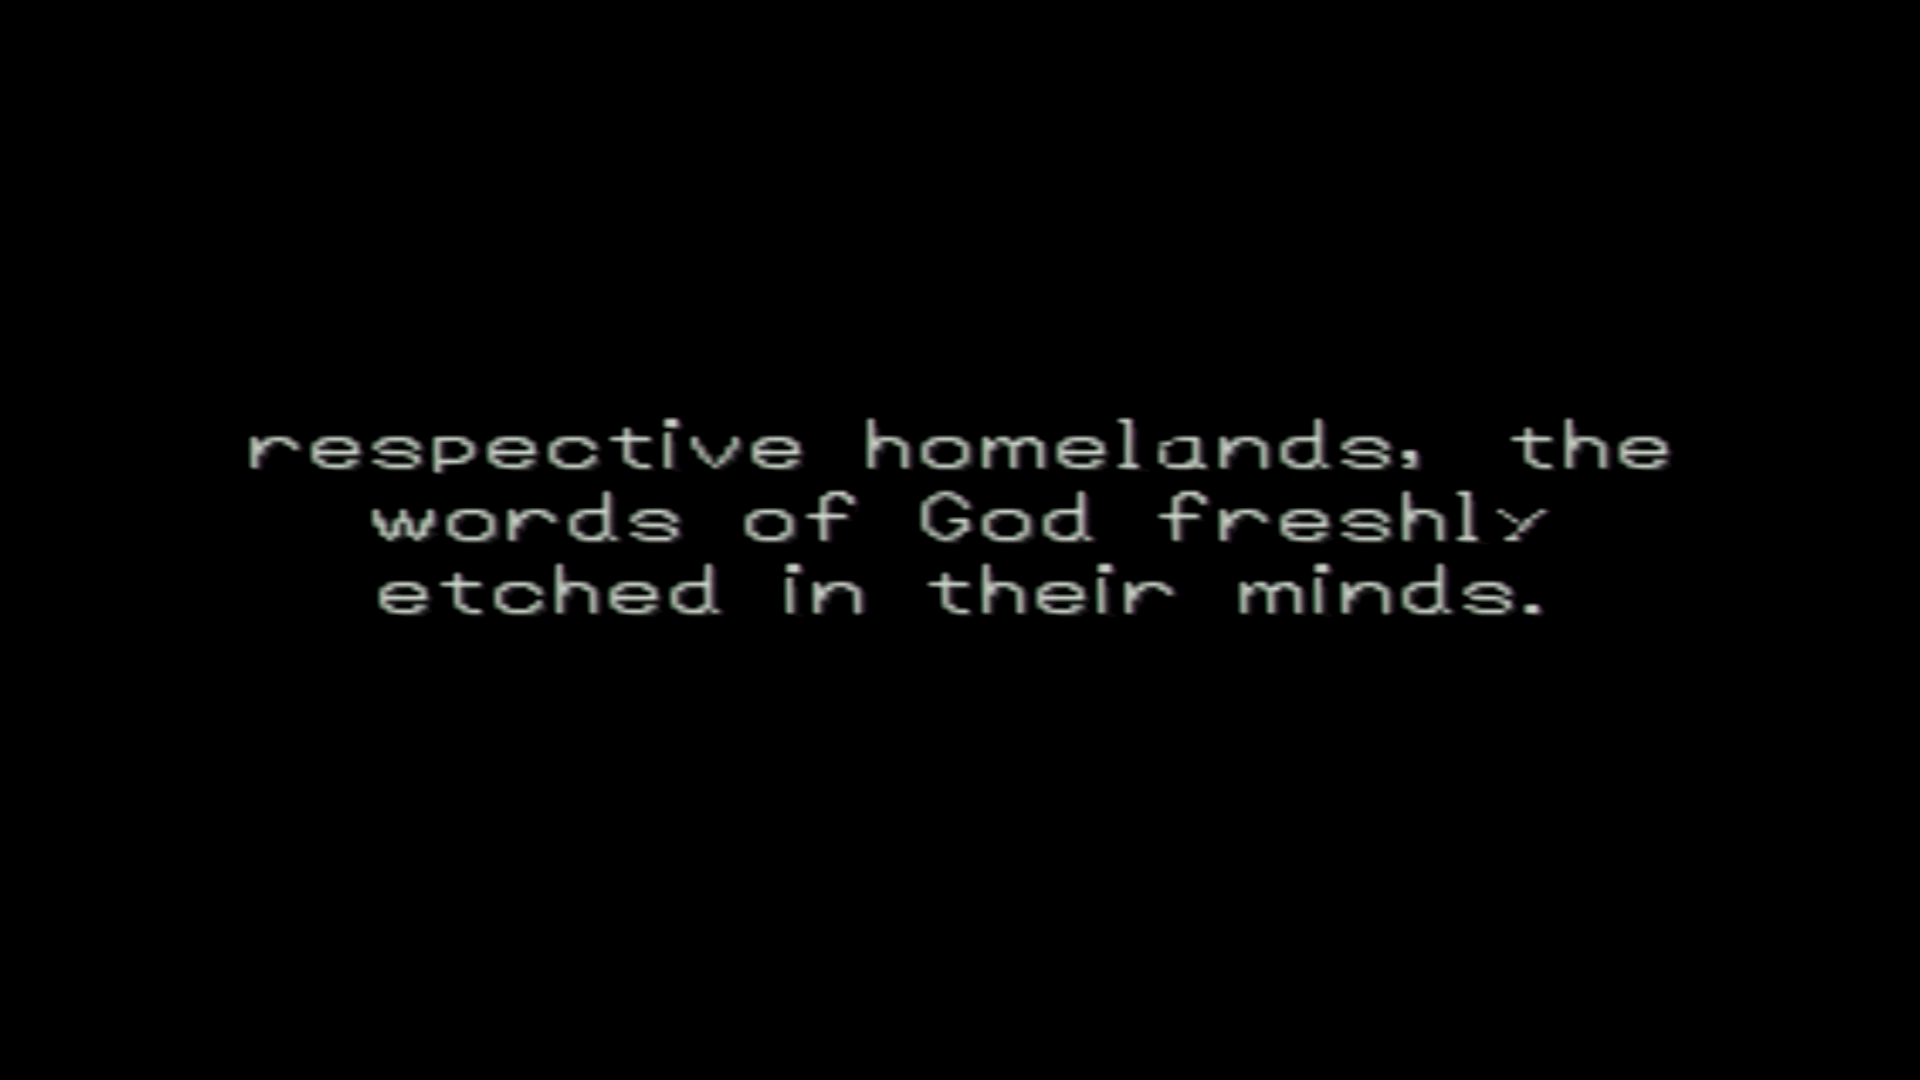 respective homelands, the
words of God freshly
etched in their minds.